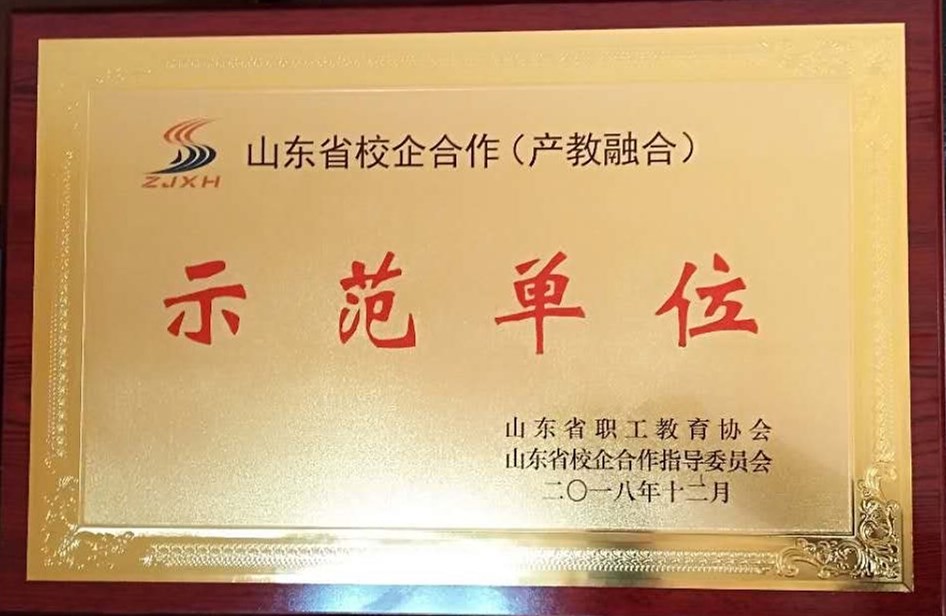 山东省校企合作（产教融合）
ZJXH
示范单位
山东省职工教育协会
山东省校企合作指导委员会
二〇一八年十二月